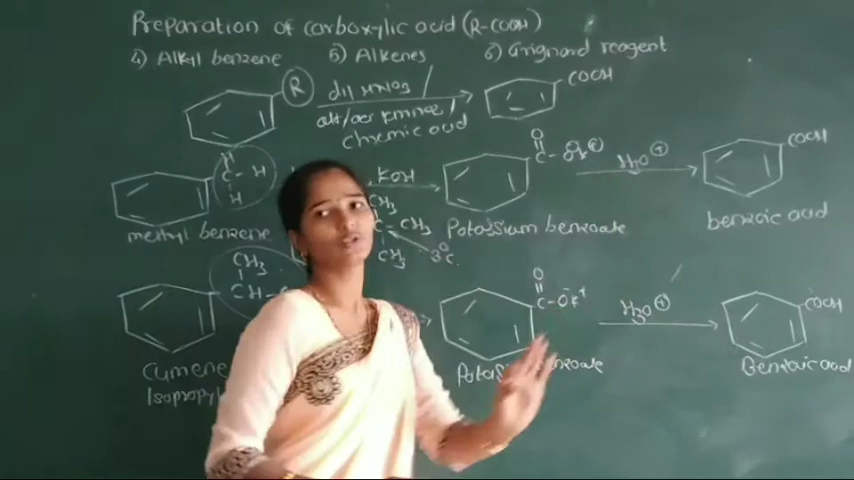 Preparation of carboxylic acid (R-COOH)
④ Alkyl benzene ⑤ Alkenes ⑥ Grignard reagent
R dil HNO₃ / COOH
alk/acr KMnO₄/
chromic acid
H O
C - H KOH C - OK⊕ H₃O⊕ COOH
H
methyl benzene Potassium benzoate benzoic acid
CH₃
C - CH₃ 3°C
CH₃
CH₃ O
CH - C - O⁻K⁺ H₃O⊕ COOH
Cumene benzoate Benzoic acid